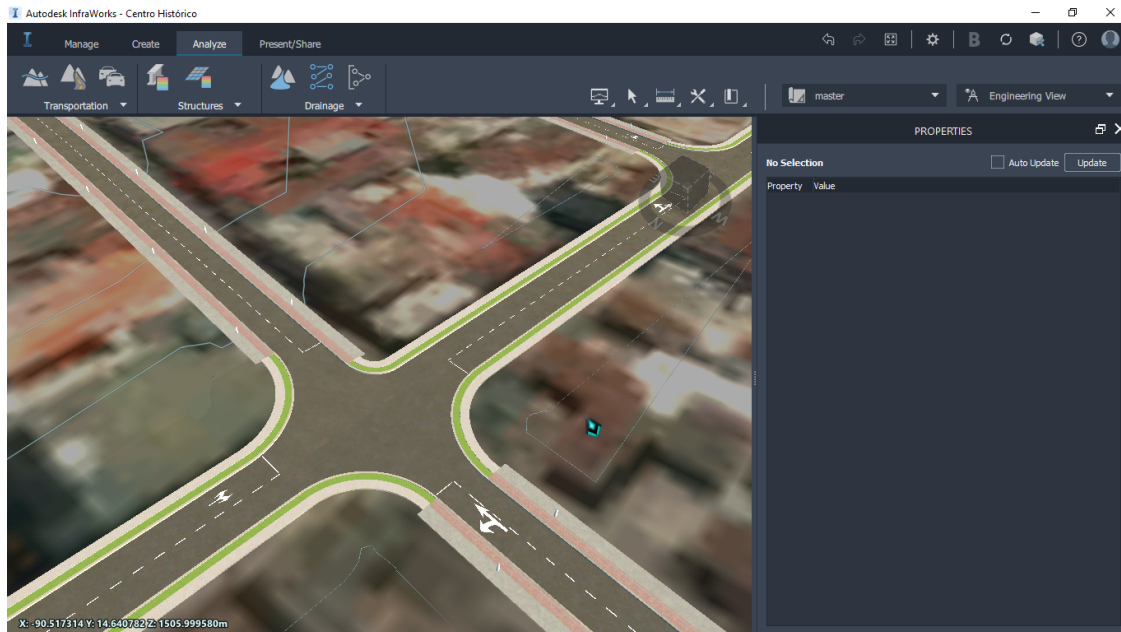 Autodesk InfraWorks - Centro Histórico
Manage Create Analyze Present/Share
Transportation Structures Drainage
master Engineering View
PROPERTIES
No Selection Auto Update Update
Property Value
N W
X: -90.517314 Y: 14.640782 Z: 1505.999580m